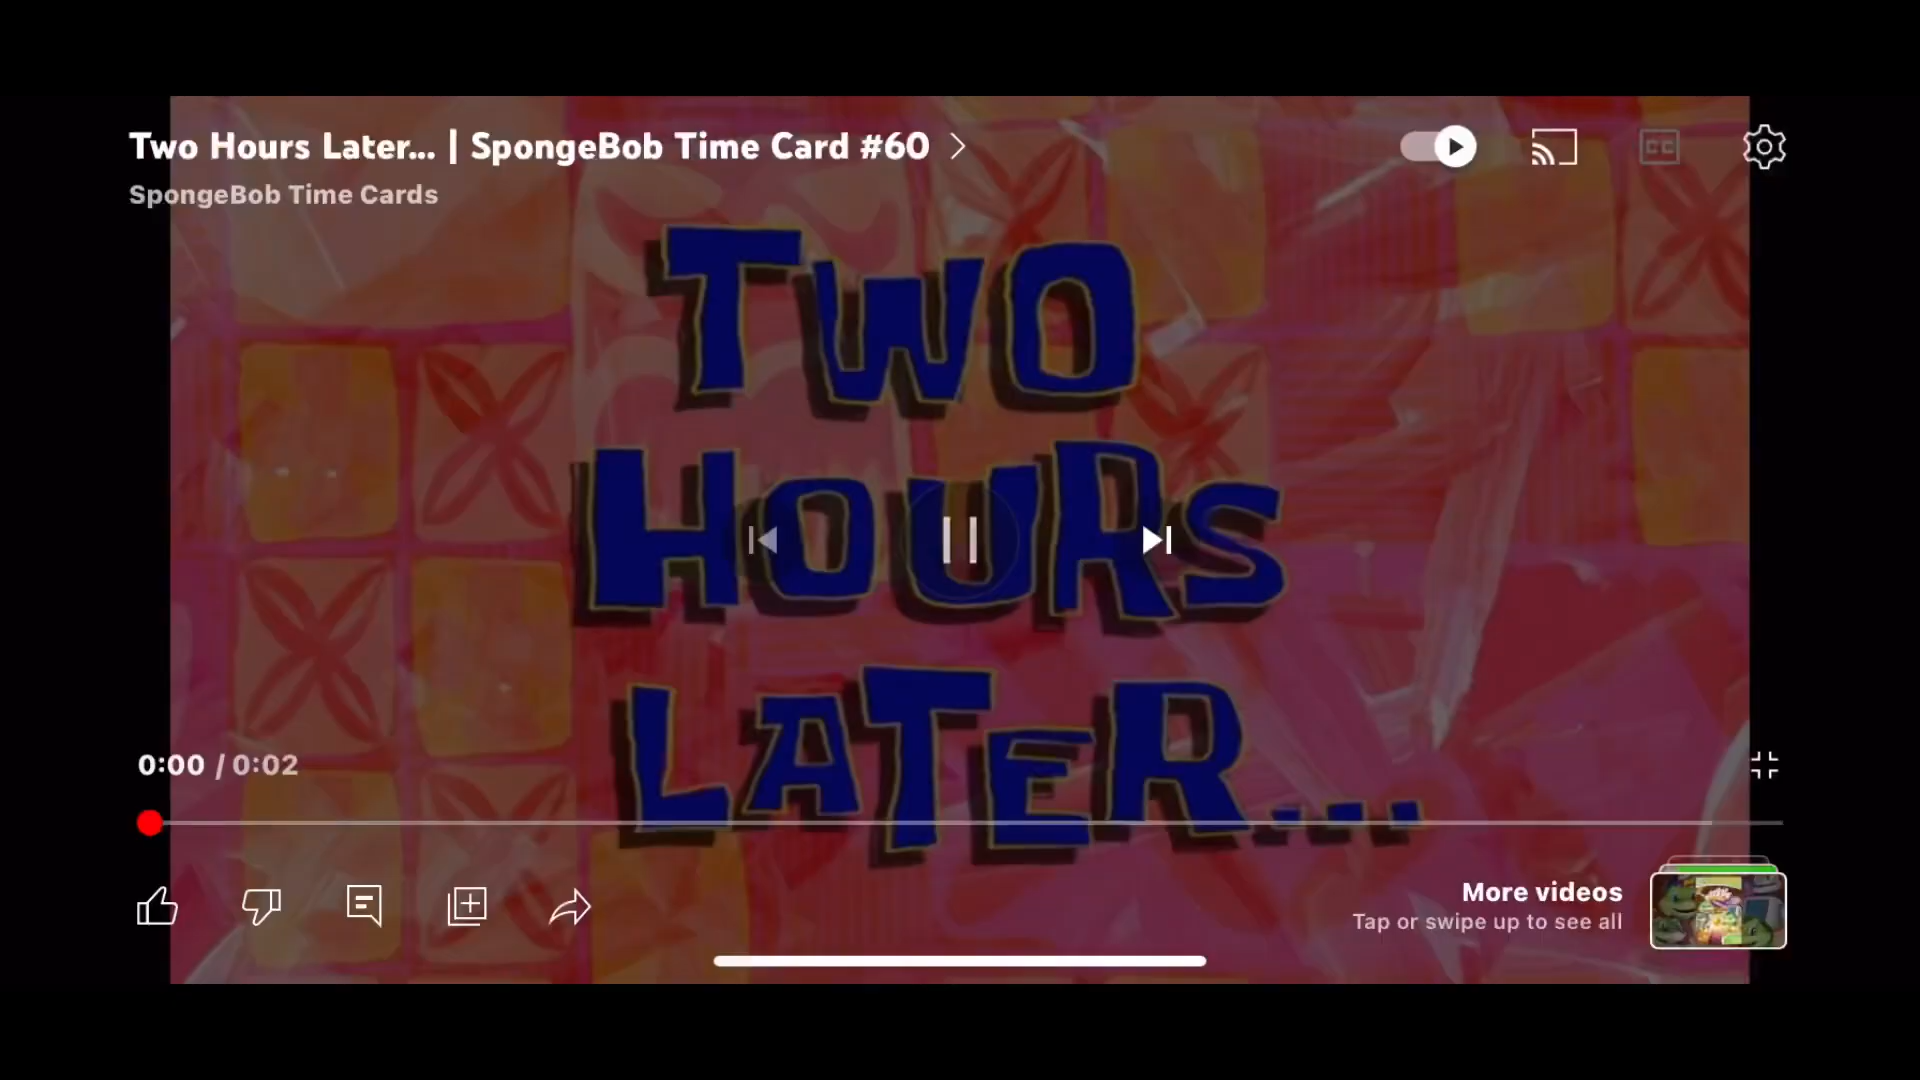 Two Hours Later... | SpongeBob Time Card #60
SpongeBob Time Cards
CC
TWO
HOURS
LATER...
0:00 / 0:02
More videos
Tap or swipe up to see all